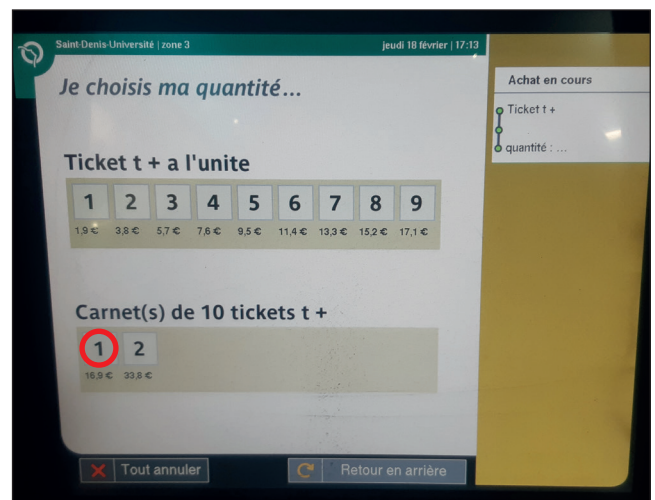 Saint-Denis-Université | zone 3
jeudi 18 février | 17:13
Je choisis ma quantité...
Achat en cours
Ticket t +
quantité : ...
Ticket t + a l'unite
1 2 3 4 5 6 7 8 9
1,9 € 3,8 € 5,7 € 7,6 € 9,5 € 11,4 € 13,3 € 15,2 € 17,1 €
Carnet(s) de 10 tickets t +
1 2
16,9 € 33,8 €
Tout annuler
Retour en arrière